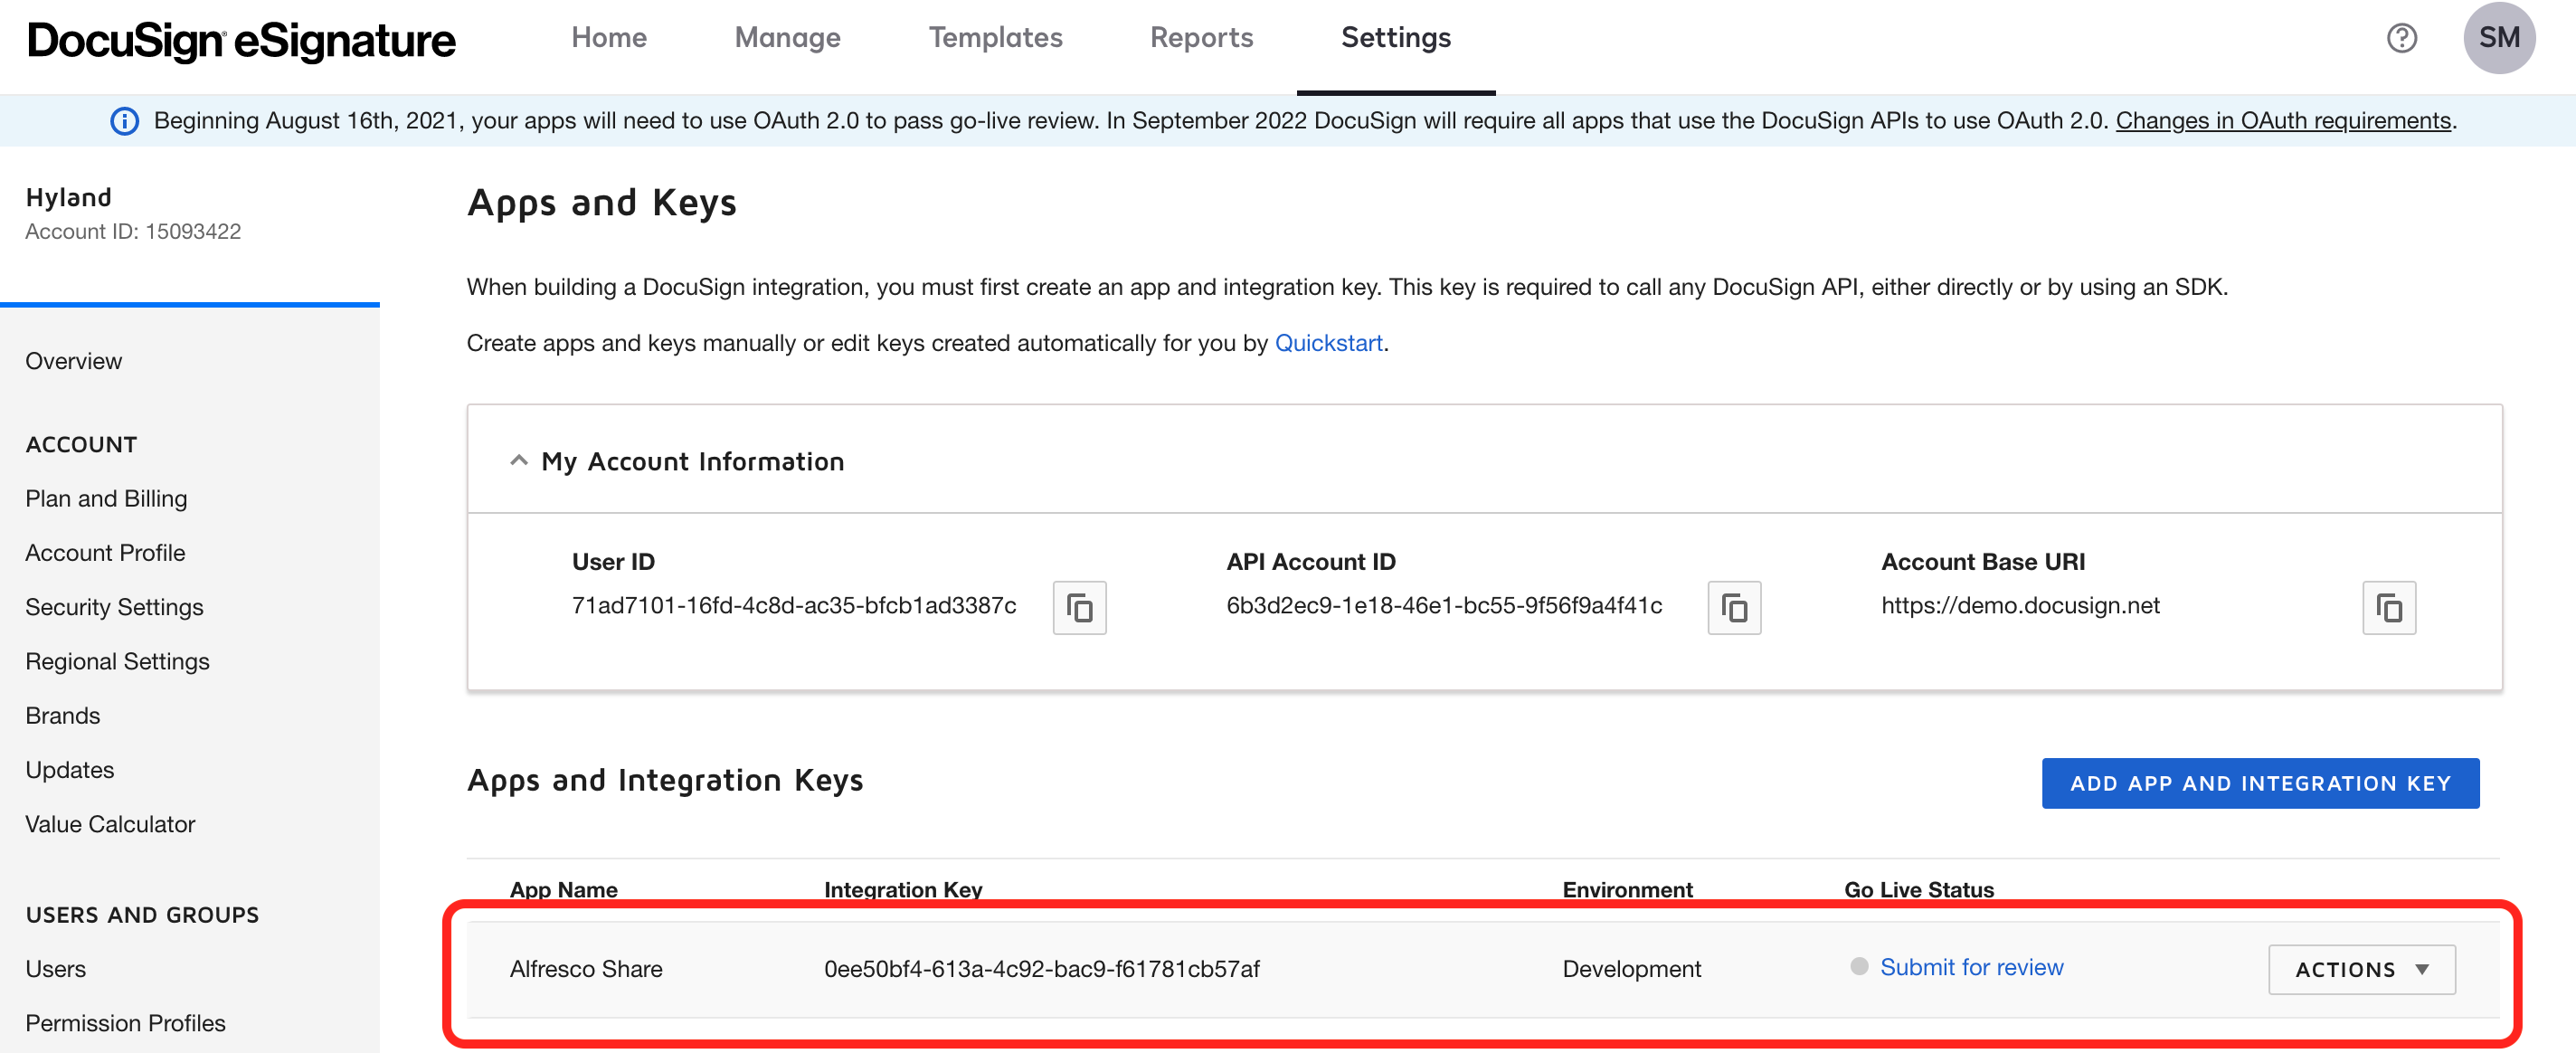 DocuSign eSignature
Home Manage Templates Reports Settings
SM
Beginning August 16th, 2021, your apps will need to use OAuth 2.0 to pass go-live review. In September 2022 DocuSign will require all apps that use the DocuSign APIs to use OAuth 2.0. Changes in OAuth requirements.
Hyland
Account ID: 15093422
Overview
ACCOUNT
Plan and Billing
Account Profile
Security Settings
Regional Settings
Brands
Updates
Value Calculator
USERS AND GROUPS
Users
Permission Profiles
Apps and Keys
When building a DocuSign integration, you must first create an app and integration key. This key is required to call any DocuSign API, either directly or by using an SDK.
Create apps and keys manually or edit keys created automatically for you by Quickstart.
My Account Information
User ID API Account ID Account Base URI
71ad7101-16fd-4c8d-ac35-bfcb1ad3387c 6b3d2ec9-1e18-46e1-bc55-9f56f9a4f41c https://demo.docusign.net
Apps and Integration Keys
ADD APP AND INTEGRATION KEY
App Name Integration Key Environment Go Live Status
Alfresco Share 0ee50bf4-613a-4c92-bac9-f61781cb57af Development Submit for review ACTIONS